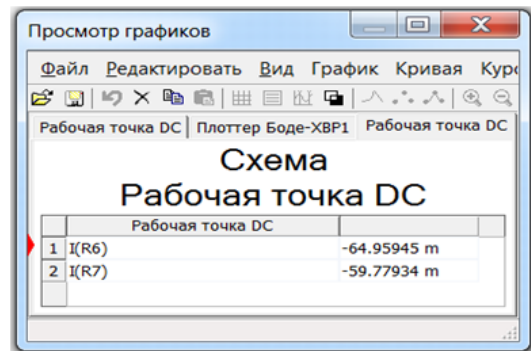 Просмотр графиков
Файл Редактировать Вид График Кривая
Рабочая точка DC Плоттер Боде-XBP1 Рабочая точка DC
Схема
Рабочая точка DC
Рабочая точка DC
1 I(R6) -64.95945 m
2 I(R7) -59.77934 m